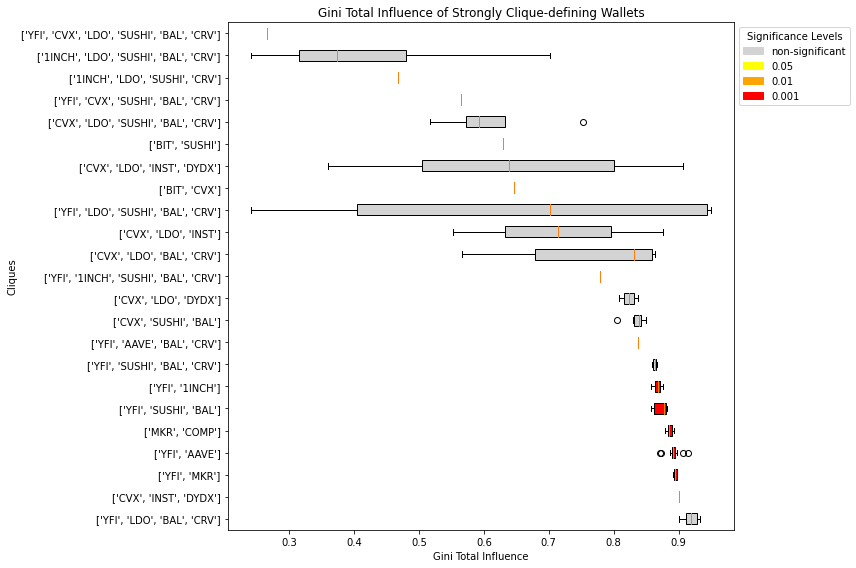 Gini Total Influence of Strongly Clique-defining Wallets
['YFI', 'CVX', 'LDO', 'SUSHI', 'BAL', 'CRV']
['1INCH', 'LDO', 'SUSHI', 'BAL', 'CRV']
['1INCH', 'LDO', 'SUSHI', 'CRV']
['YFI', 'CVX', 'SUSHI', 'BAL', 'CRV']
['CVX', 'LDO', 'SUSHI', 'BAL', 'CRV']
['BIT', 'SUSHI']
['CVX', 'LDO', 'INST', 'DYDX']
['BIT', 'CVX']
['YFI', 'LDO', 'SUSHI', 'BAL', 'CRV']
['CVX', 'LDO', 'INST']
['CVX', 'LDO', 'BAL', 'CRV']
['YFI', '1INCH', 'SUSHI', 'BAL', 'CRV']
['CVX', 'LDO', 'DYDX']
['CVX', 'SUSHI', 'BAL']
['YFI', 'AAVE', 'BAL', 'CRV']
['YFI', 'SUSHI', 'BAL', 'CRV']
['YFI', '1INCH']
['YFI', 'SUSHI', 'BAL']
['MKR', 'COMP']
['YFI', 'AAVE']
['YFI', 'MKR']
['CVX', 'INST', 'DYDX']
['YFI', 'LDO', 'BAL', 'CRV']
Cliques
0.3 0.4 0.5 0.6 0.7 0.8 0.9
Gini Total Influence
Significance Levels
non-significant
0.05
0.01
0.001